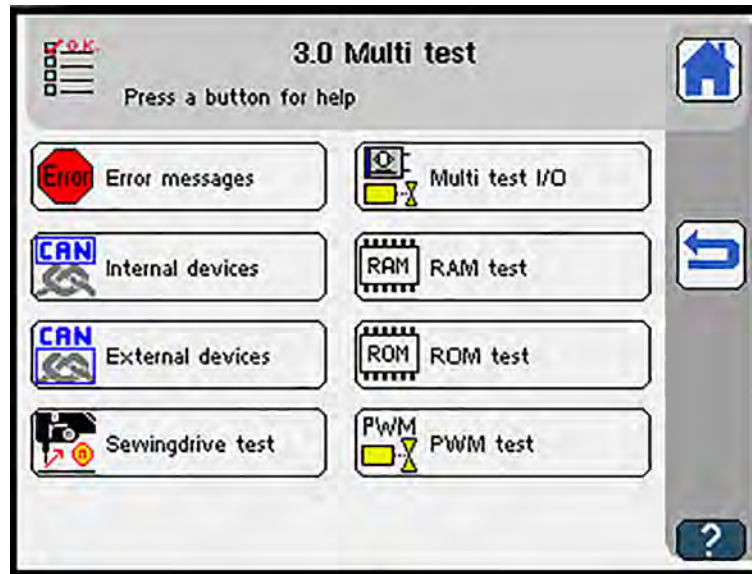 O.K.
3.0 Multi test
Press a button for help
Error Error messages
Multi test I/O
CAN Internal devices
RAM RAM test
CAN External devices
ROM ROM test
Sewingdrive test
PWM PWM test
?